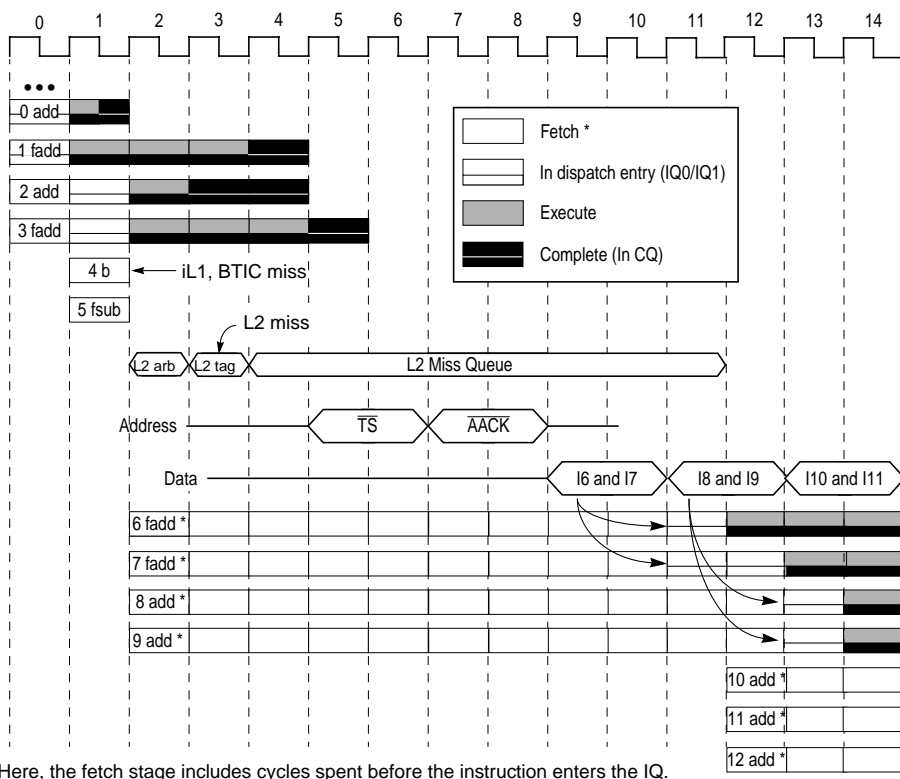 0 1 2 3 4 5 6 7 8 9 10 11 12 13 14
•••
0 add
1 fadd
2 add
3 fadd
4 b
iL1, BTIC miss
5 fsub
Fetch *
In dispatch entry (IQ0/IQ1)
Execute
Complete (In CQ)
L2 miss
L2 arb L2 tag L2 Miss Queue
Address TS AACK
Data I6 and I7 I8 and I9 I10 and I11
6 fadd *
7 fadd *
8 add *
9 add *
10 add *
11 add *
12 add *
Here, the fetch stage includes cycles spent before the instruction enters the IQ.